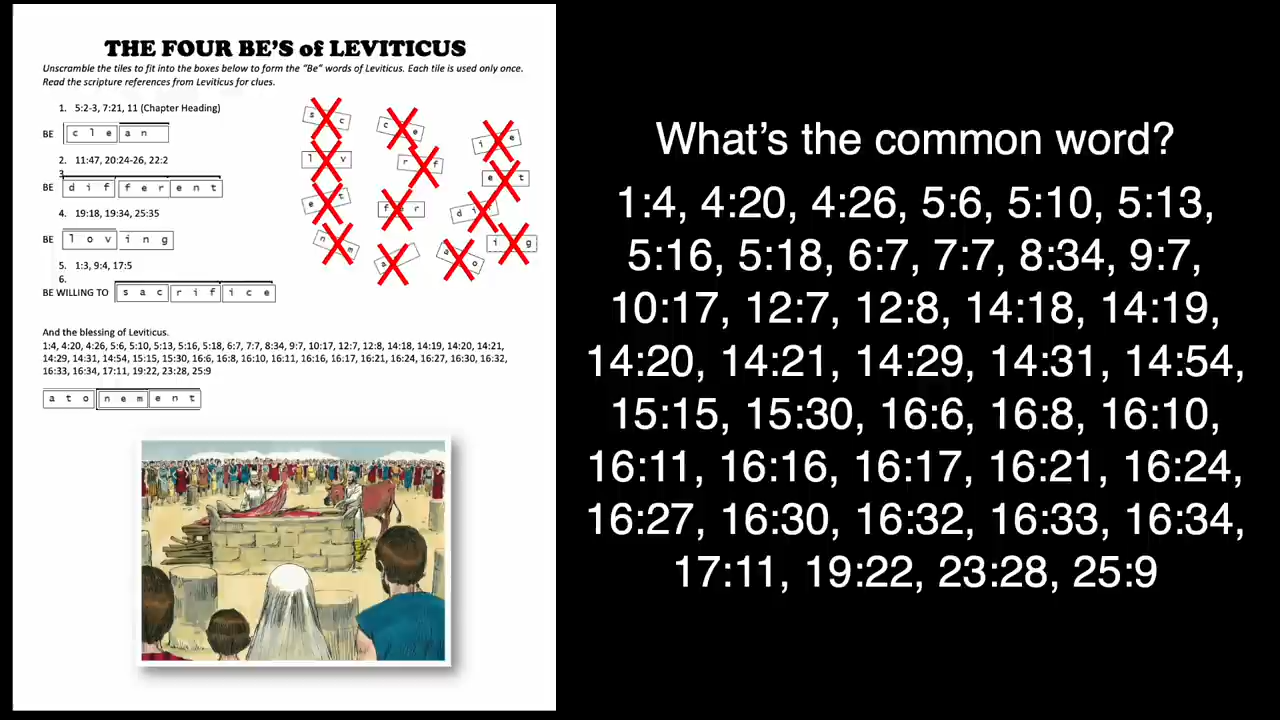 THE FOUR BE'S of LEVITICUS
Unscramble the tiles to fit into the boxes below to form the "Be" words of Leviticus. Each tile is used only once.
Read the scripture references from Leviticus for clues.
1. 5:2-3, 7:21, 11 (Chapter Heading)
BE clean
2. 11:47, 20:24-26, 22:2
3.
BE different
4. 19:18, 19:34, 25:35
BE loving
5. 1:3, 9:4, 17:5
6.
BE WILLING TO sacrifice
s c
c e
i e
l o v
r i f
e n t
e n t
f e r
d i f
n e m
a n
a t o
i n g
And the blessing of Leviticus.
1:4, 4:20, 4:26, 5:6, 5:10, 5:13, 5:16, 5:18, 6:7, 7:7, 8:34, 9:7, 10:17, 12:7, 12:8, 14:18, 14:19, 14:20, 14:21,
14:29, 14:31, 14:54, 15:15, 15:30, 16:6, 16:8, 16:10, 16:11, 16:16, 16:17, 16:21, 16:24, 16:27, 16:30, 16:32,
16:33, 16:34, 17:11, 19:22, 23:28, 25:9
atonement
What's the common word?
1:4, 4:20, 4:26, 5:6, 5:10, 5:13,
5:16, 5:18, 6:7, 7:7, 8:34, 9:7,
10:17, 12:7, 12:8, 14:18, 14:19,
14:20, 14:21, 14:29, 14:31, 14:54,
15:15, 15:30, 16:6, 16:8, 16:10,
16:11, 16:16, 16:17, 16:21, 16:24,
16:27, 16:30, 16:32, 16:33, 16:34,
17:11, 19:22, 23:28, 25:9